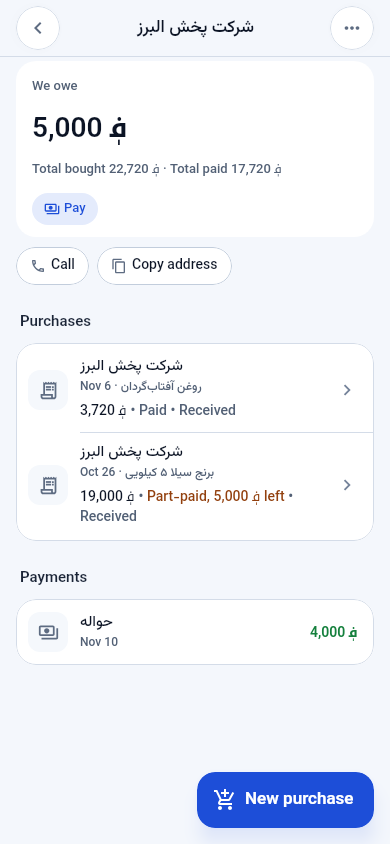 شرکت پخش البرز
We owe
5,000 ؋
Total bought 22,720 ؋ · Total paid 17,720 ؋
Pay
Call
Copy address
Purchases
شرکت پخش البرز
Nov 6 · روغن آفتاب‌گردان
3,720 ؋ • Paid • Received
شرکت پخش البرز
Oct 26 · برنج سیلا ۵ کیلویی
19,000 ؋ • Part-paid, 5,000 ؋ left •
Received
Payments
حواله
Nov 10
4,000 ؋
New purchase